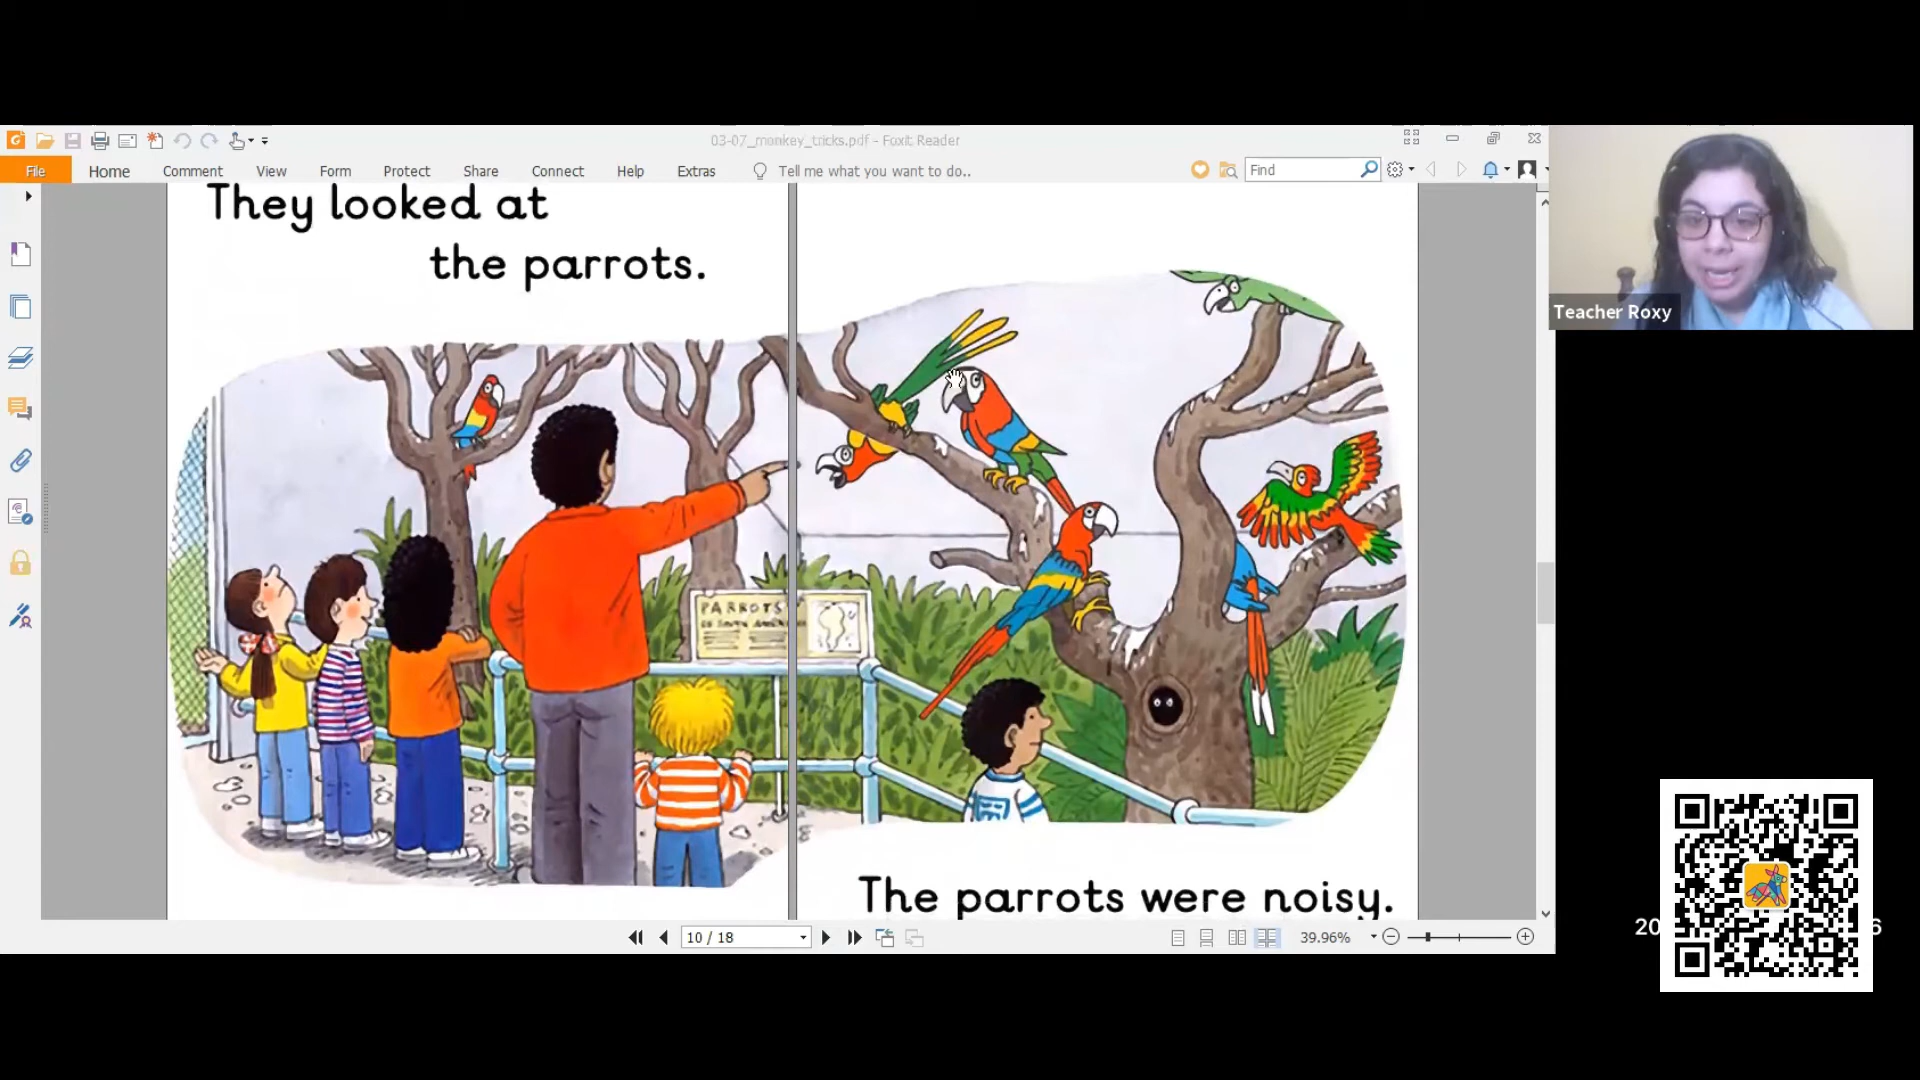 03-07_monkey_tricks.pdf - Foxit Reader
File Home Comment View Form Protect Share Connect Help Extras Tell me what you want to do.. Find
They looked at
the parrots.
Teacher Roxy
PARROTS
The parrots were noisy.
10 / 18
39.96%
20
6